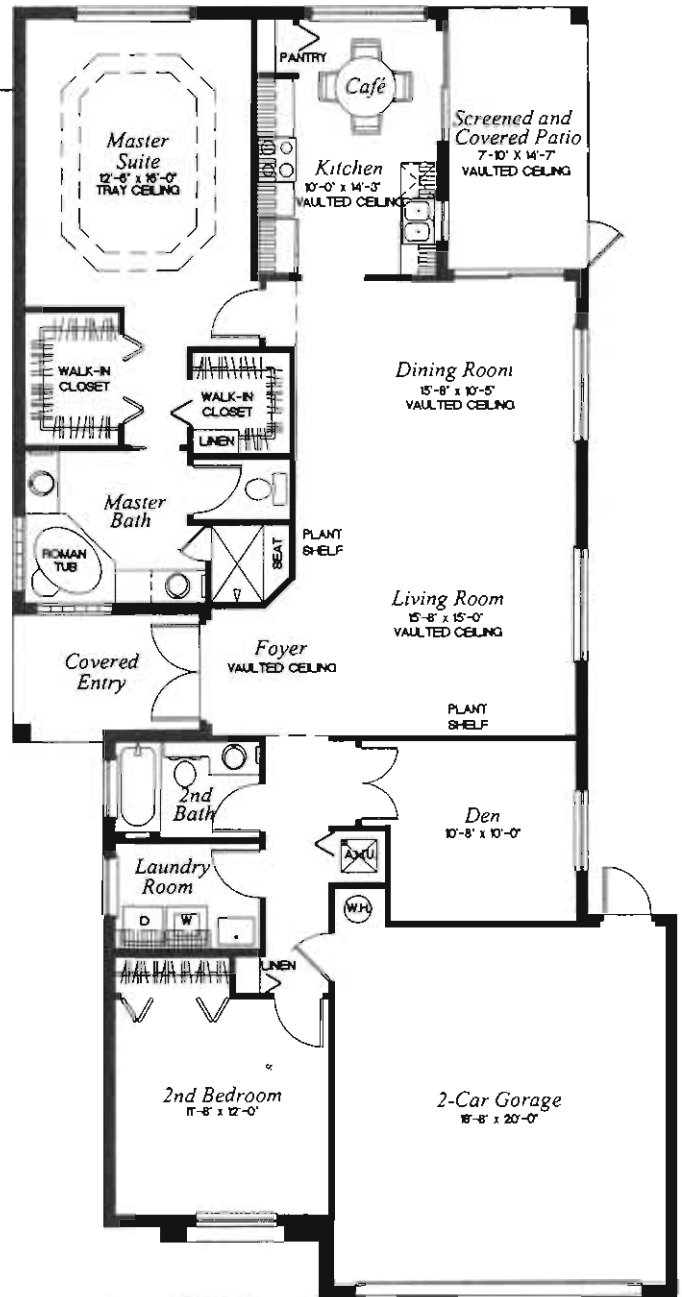 PANTRY
Café
Master
Suite
12'-6" X 16'-0"
TRAY CEILING
Screened and
Covered Patio
7'-10" X 14'-7"
VAULTED CEILING
Kitchen
10'-0" x 14'-3"
VAULTED CEILING
WALK-IN
CLOSET
WALK-IN
CLOSET
LINEN
Dining Room
15'-8" x 10'-5"
VAULTED CEILING
Master
Bath
ROMAN
TUB
SEAT
PLANT
SHELF
Living Room
15'-8" x 15'-0"
VAULTED CEILING
Covered
Entry
Foyer
VAULTED CEILING
PLANT
SHELF
2nd
Bath
Den
10'-8" x 10'-0"
A.H.U.
Laundry
Room
D
W
W.H.
LINEN
2nd Bedroom
11'-8" x 12'-0"
2-Car Gorage
18'-8" x 20'-0"